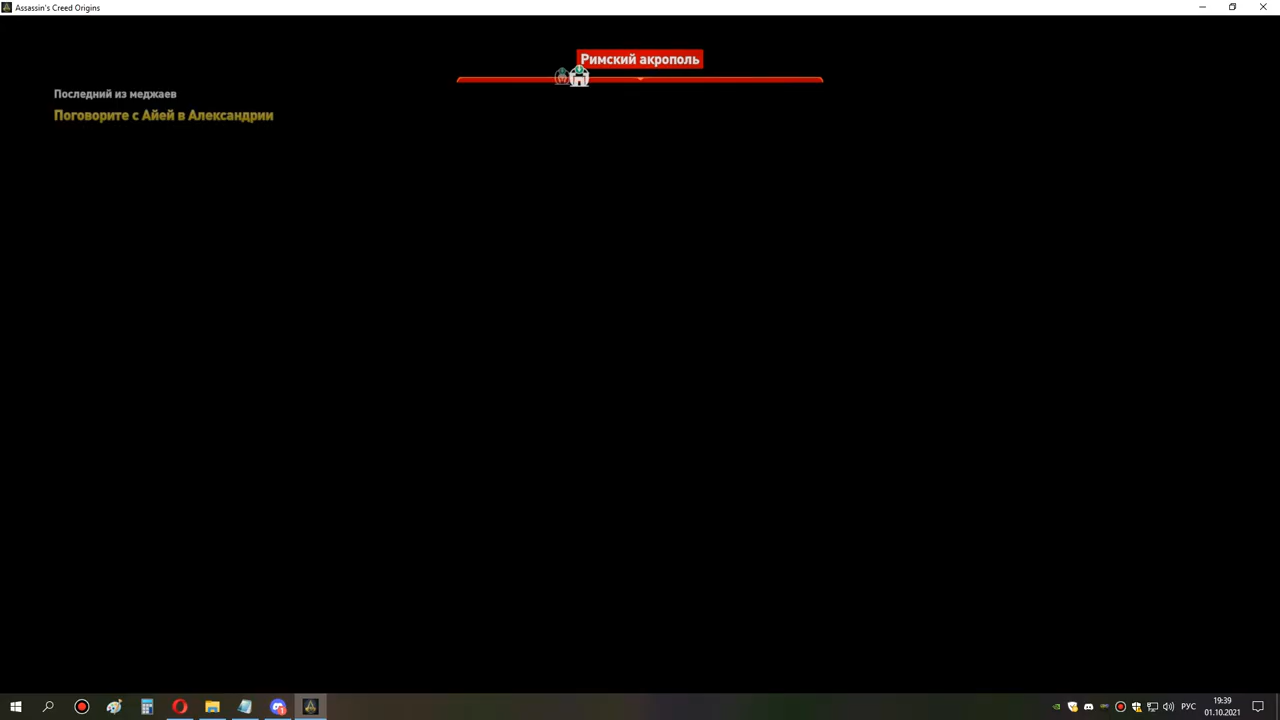 Assassin's Creed Origins
Римский акрополь
Последний из меджаев
Поговорите с Айей в Александрии
РУС
19:39
01.10.2021